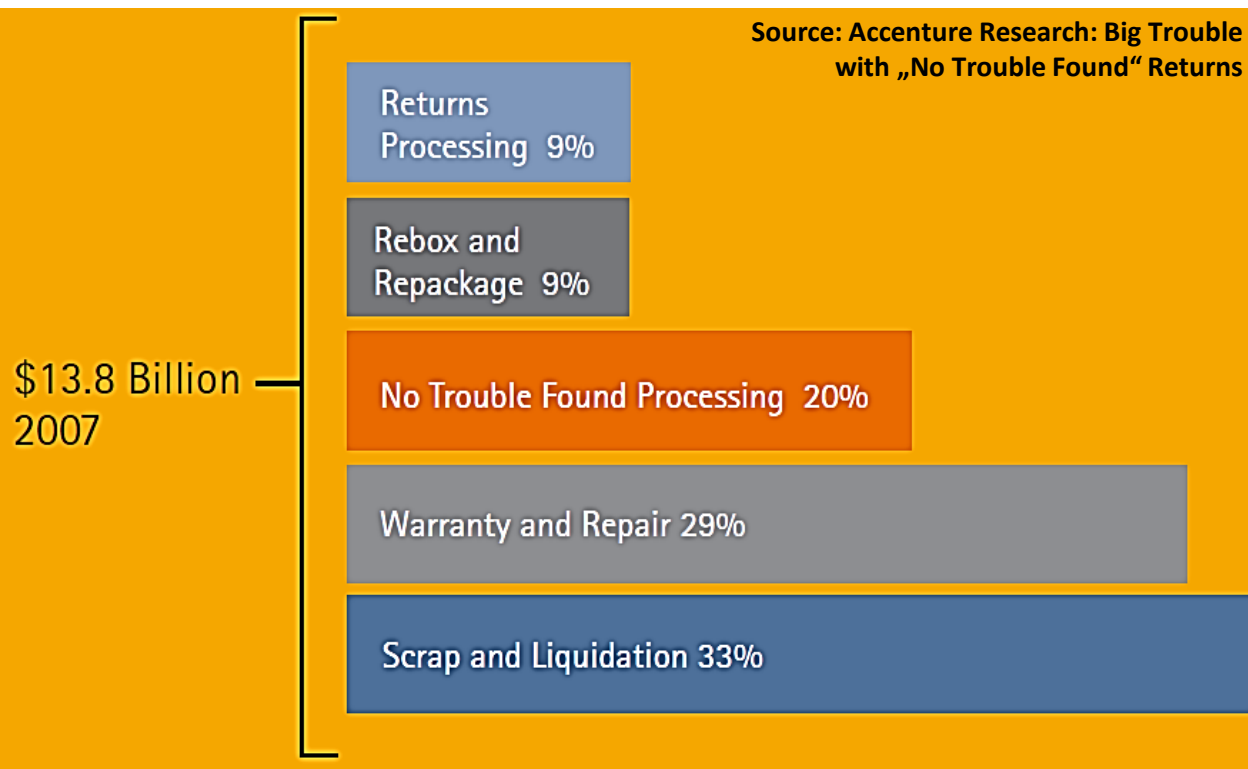 Source: Accenture Research: Big Trouble
with „No Trouble Found“ Returns
Returns
Processing 9%
Rebox and
Repackage 9%
$13.8 Billion
2007
No Trouble Found Processing 20%
Warranty and Repair 29%
Scrap and Liquidation 33%